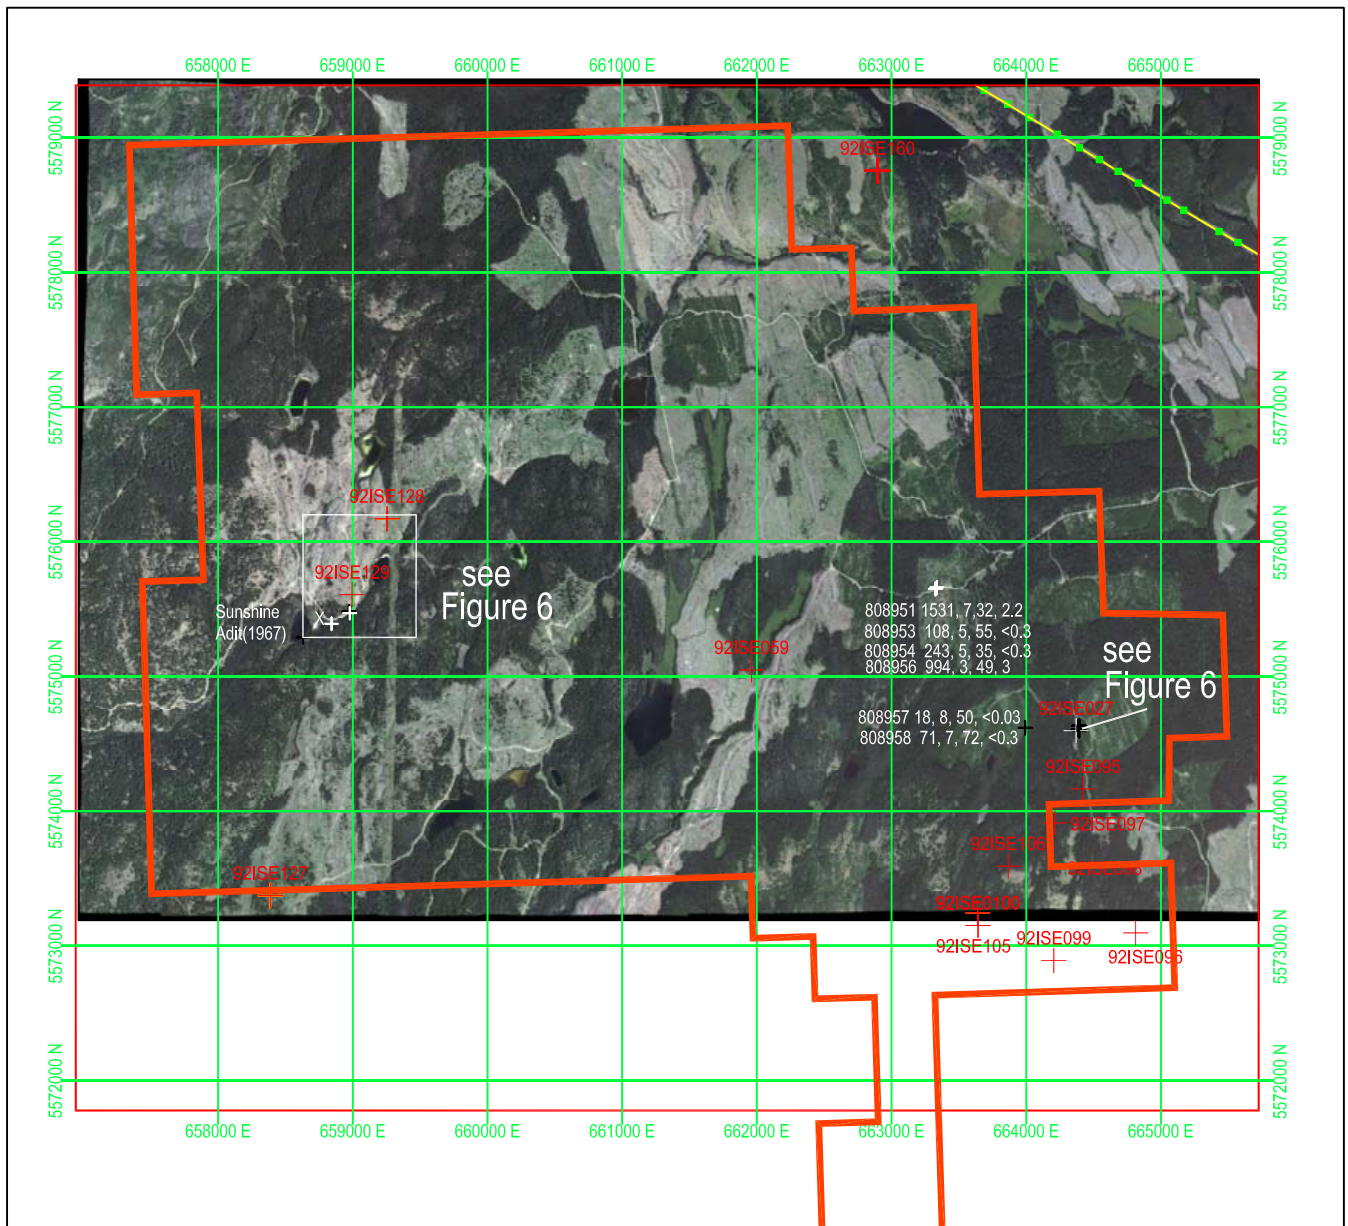 658000 E
659000 E
660000 E
661000 E
662000 E
663000 E
664000 E
665000 E
5579000 N
5579000 N
92ISE160
5578000 N
5578000 N
5577000 N
5577000 N
92ISE128
5576000 N
5576000 N
92ISE129
see
Figure 6
Sunshine
Adit(1967)
X
808951 1531, 7,32, 2.2
808953 108, 5, 55, <0.3
808954 243, 5, 35, <0.3
808956 994, 3, 49, 3
92ISE059
see
Figure 6
5575000 N
5575000 N
92ISE027
808957 18, 8, 50, <0.03
808958 71, 7, 72, <0.3
92ISE095
5574000 N
5574000 N
92ISE097
92ISE106
92ISE127
92ISE0100
92ISE105
92ISE099
92ISE096
5573000 N
5573000 N
5572000 N
5572000 N
658000 E
659000 E
660000 E
661000 E
662000 E
663000 E
664000 E
665000 E